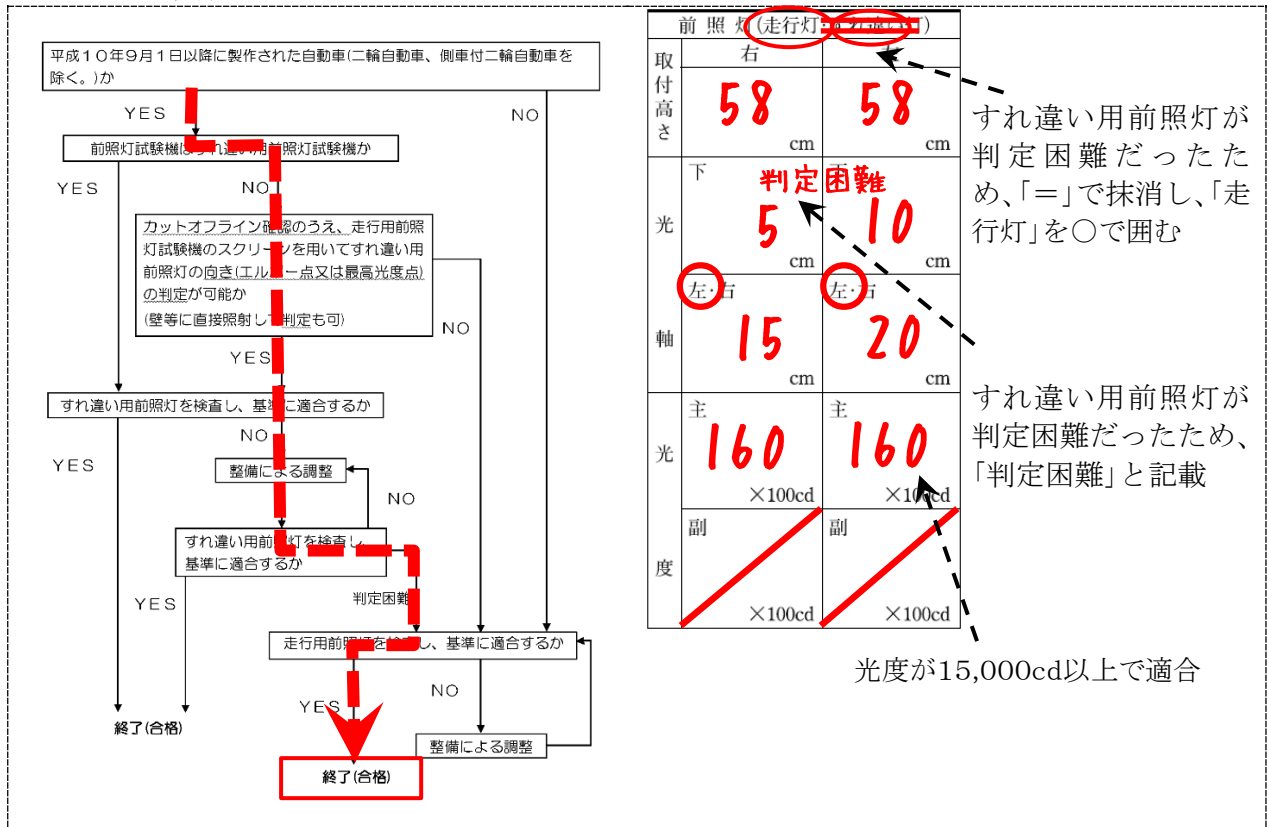 平成10年9月1日以降に製作された自動車(二輪自動車、側車付二輪自動車を
除く。)か
YES
NO
前照灯試験機はすれ違い用前照灯試験機か
YES
NO
カットオフライン確認のうえ、走行用前照
灯試験機のスクリーンを用いてすれ違い用
前照灯の向き(エルボー点又は最高光度点)
の判定が可能か
(壁等に直接照射して判定も可)
NO
YES
すれ違い用前照灯を検査し、基準に適合するか
NO
YES
整備による調整
NO
すれ違い用前照灯を検査し、
基準に適合するか
YES
判定困難
走行用前照灯を検査し、基準に適合するか
NO
YES
終了(合格)
整備による調整
終了(合格)
前照灯(走行灯・すれ違い灯)
取付高さ
右
左
58
cm
58
cm
光軸
下
下
判定困難
5
cm
10
cm
左・右
15
cm
左・右
20
cm
光度
主
160
×100cd
主
160
×100cd
副
×100cd
副
×100cd
すれ違い用前照灯が
判定困難だったた
め、「=」で抹消し、「走
行灯」を○で囲む
すれ違い用前照灯が
判定困難だったため、
「判定困難」と記載
光度が15,000cd以上で適合